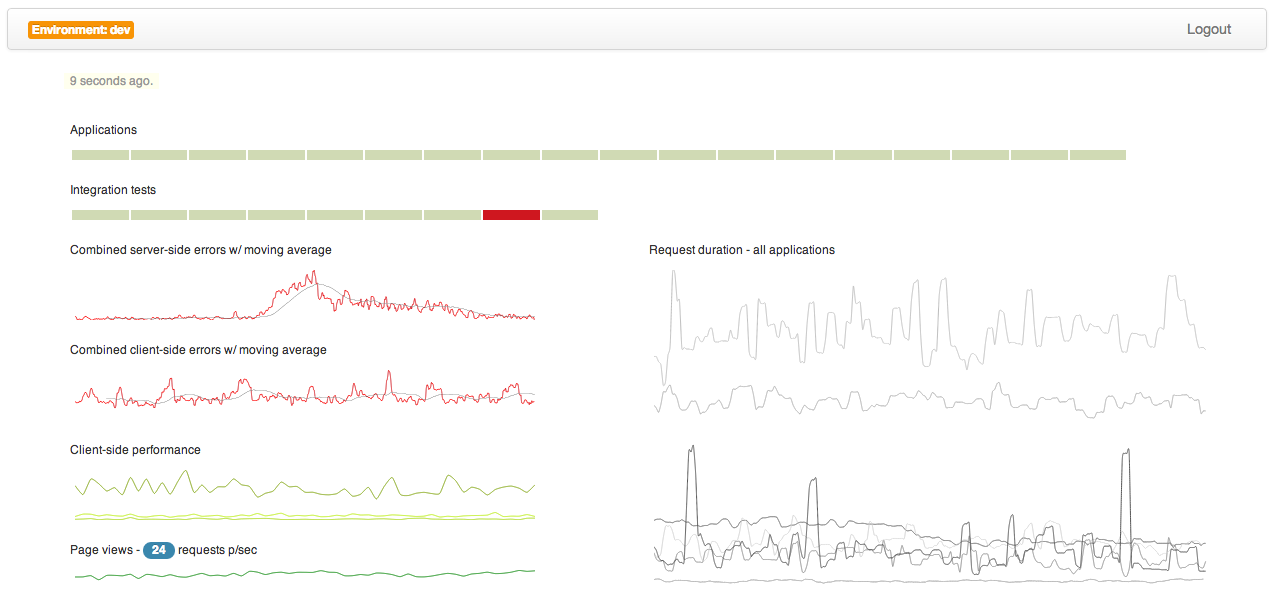 Environment: dev
Logout
9 seconds ago.
Applications
Integration tests
Combined server-side errors w/ moving average
Request duration - all applications
Combined client-side errors w/ moving average
Client-side performance
Page views - 24 requests p/sec